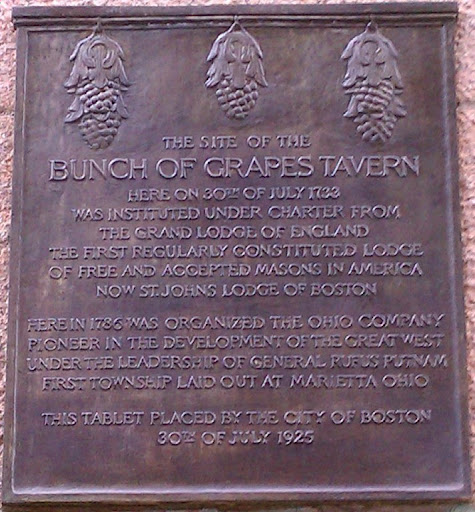 THE SITE OF THE
BUNCH OF GRAPES TAVERN
HERE ON 30TH OF JULY 1733
WAS INSTITUTED UNDER CHARTER FROM
THE GRAND LODGE OF ENGLAND
THE FIRST REGULARLY CONSTITUTED LODGE
OF FREE AND ACCEPTED MASONS IN AMERICA
NOW ST. JOHNS LODGE OF BOSTON
HERE IN 1786 WAS ORGANIZED THE OHIO COMPANY
PIONEER IN THE DEVELOPMENT OF THE GREAT WEST
UNDER THE LEADERSHIP OF GENERAL RUFUS PUTNAM
FIRST TOWNSHIP LAID OUT AT MARIETTA OHIO
THIS TABLET PLACED BY THE CITY OF BOSTON
30TH OF JULY 1925